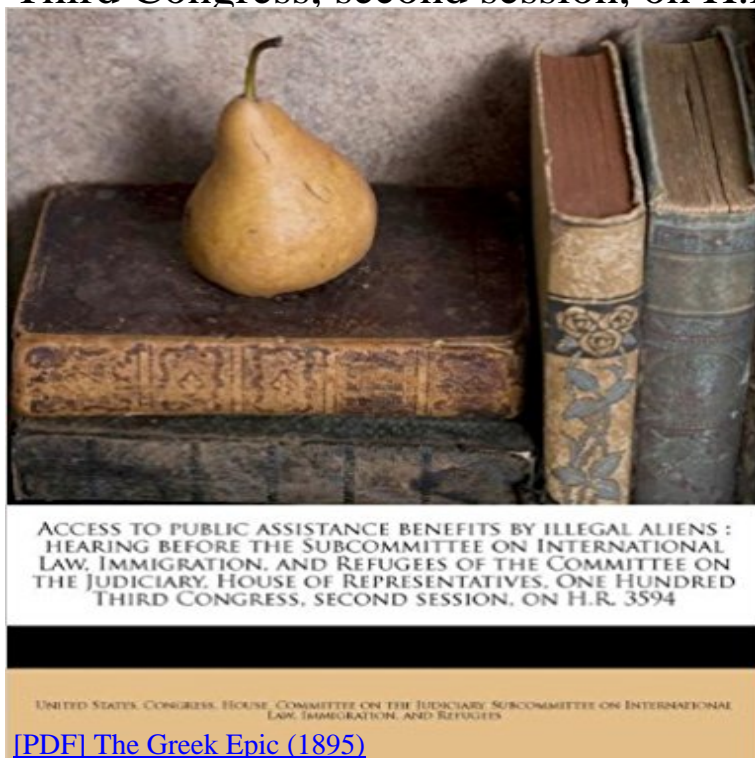 Third Congress, second session, on H.R.
ACCESS TO PUBLIC ASSISTANCE BENEFITS BY ILLEGAL ALIENS :
HEARING BEFORE THE SUBCOMMITTEE ON INTERNATIONAL
LAW, IMMIGRATION, AND REFUGEES OF THE COMMITTEE ON
THE JUDICIARY, HOUSE OF REPRESENTATIVES, ONE HUNDRED
THIRD CONGRESS, SECOND SESSION, ON H.R. 3594
UNITED STATES. CONGRESS. HOUSE. COMMITTEE ON THE JUDICIARY. SUBCOMMITTEE ON INTERNATIONAL
LAW, IMMIGRATION, AND REFUGEES
[PDF] The Greek Epic (1895)